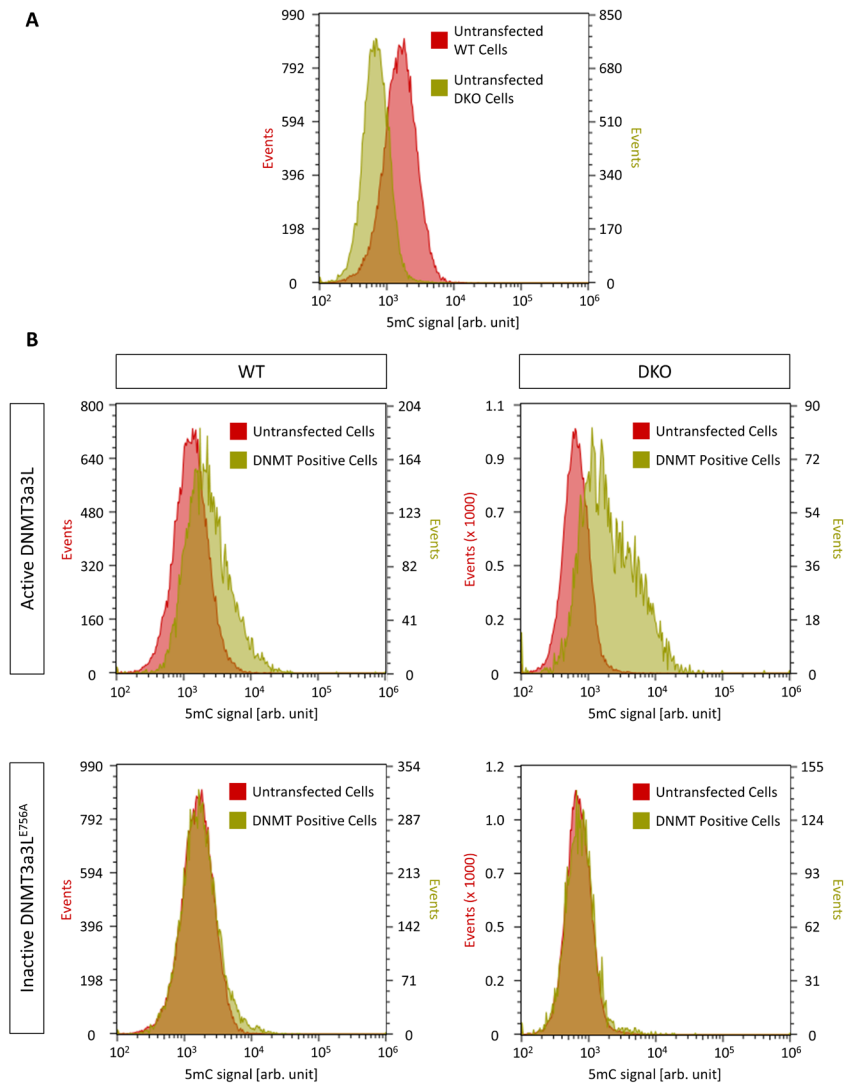 A
990
792
594
396
198
0
Events
850
680
510
340
170
0
Events
Untransfected
WT Cells
Untransfected
DKO Cells
10²
10³
10⁴
10⁵
10⁶
5mC signal [arb. unit]
B
WT
DKO
Active DNMT3a3L
800
640
480
320
160
0
Events
204
164
123
82
41
0
Events
Untransfected Cells
DNMT Positive Cells
10²
10³
10⁴
10⁵
10⁶
5mC signal [arb. unit]
1.1
0.9
0.7
0.5
0.2
0
Events (x 1000)
90
72
54
36
18
0
Events
Untransfected Cells
DNMT Positive Cells
10²
10³
10⁴
10⁵
10⁶
5mC signal [arb. unit]
Inactive DNMT3a3L^E756A
990
792
594
396
198
0
Events
354
287
213
142
71
0
Events
Untransfected Cells
DNMT Positive Cells
10²
10³
10⁴
10⁵
10⁶
5mC signal [arb. unit]
1.2
1.0
0.7
0.5
0.2
0
Events (x 1000)
155
124
93
62
31
0
Events
Untransfected Cells
DNMT Positive Cells
10²
10³
10⁴
10⁵
10⁶
5mC signal [arb. unit]